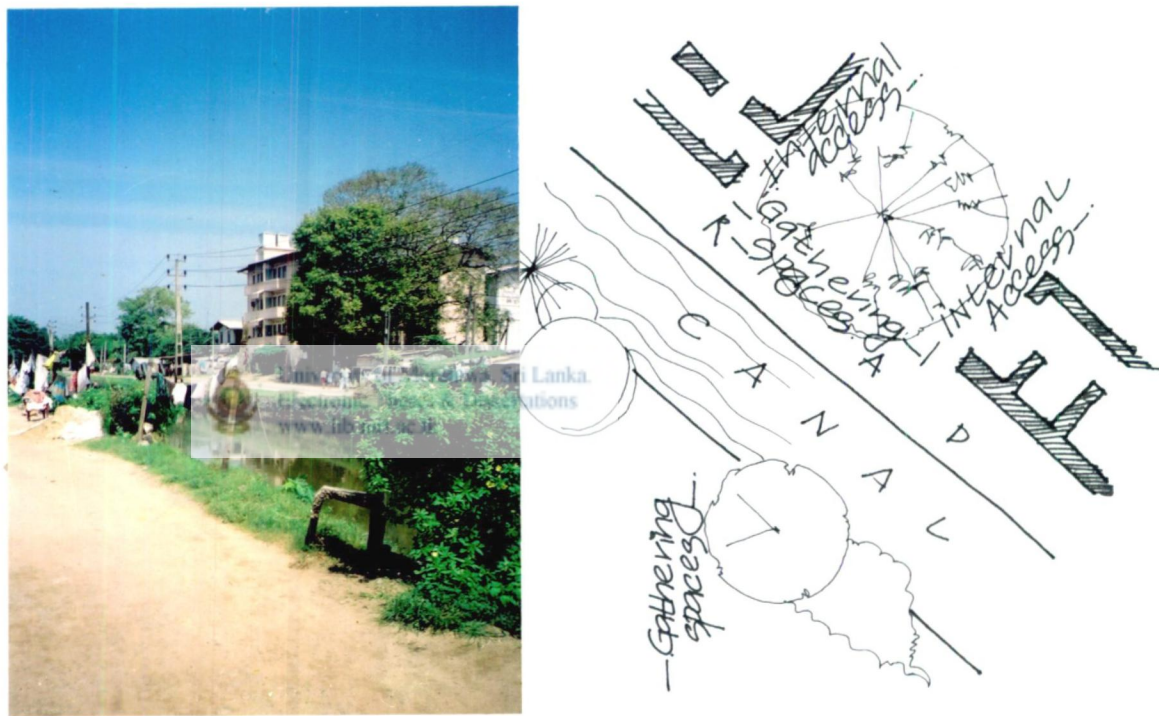 University of Moratuwa, Sri Lanka.
Electronic Theses & Dissertations
www.lib.mrt.ac.lk
Internal
access
Gathering
spaces
Internal
Access
ROAD
CANAL
Gathering
spaces